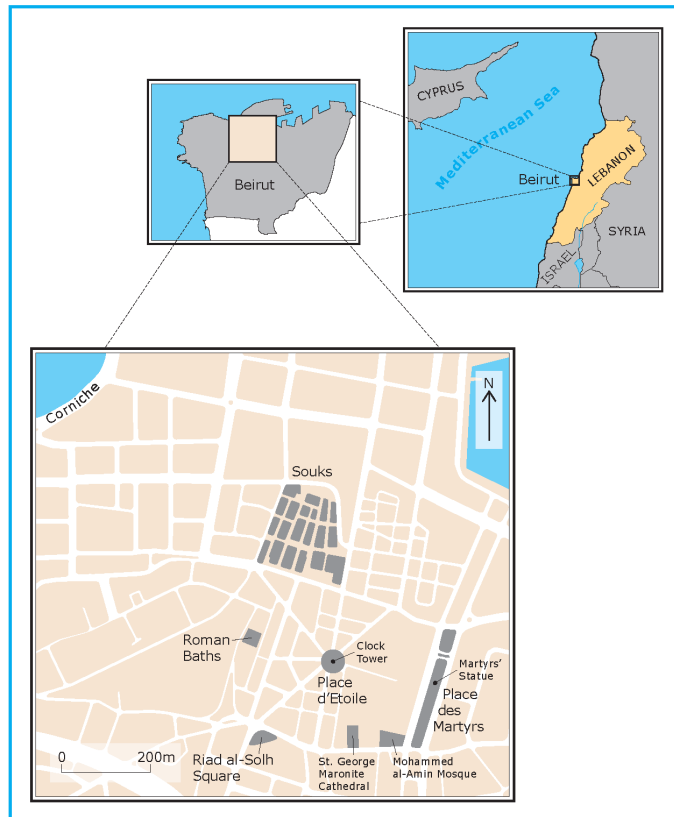 CYPRUS
Mediterranean Sea
Beirut
LEBANON
SYRIA
ISRAEL
Beirut
Corniche
N
Souks
Roman
Baths
Clock
Tower
Place
d'Etoile
Martyrs'
Statue
Place
des
Martyrs
0 200m
Riad al-Solh
Square
St. George
Maronite
Cathedral
Mohammed
al-Amin Mosque